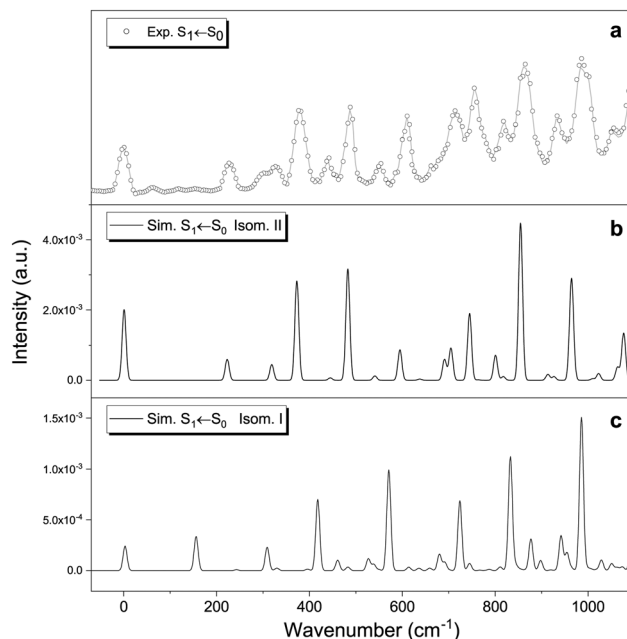 Exp. S₁←S₀
a
Sim. S₁←S₀ Isom. II
b
4.0x10⁻³
2.0x10⁻³
0.0
Intensity (a.u.)
Sim. S₁←S₀ Isom. I
c
1.5x10⁻³
1.0x10⁻³
5.0x10⁻⁴
0.0
0 200 400 600 800 1000
Wavenumber (cm⁻¹)